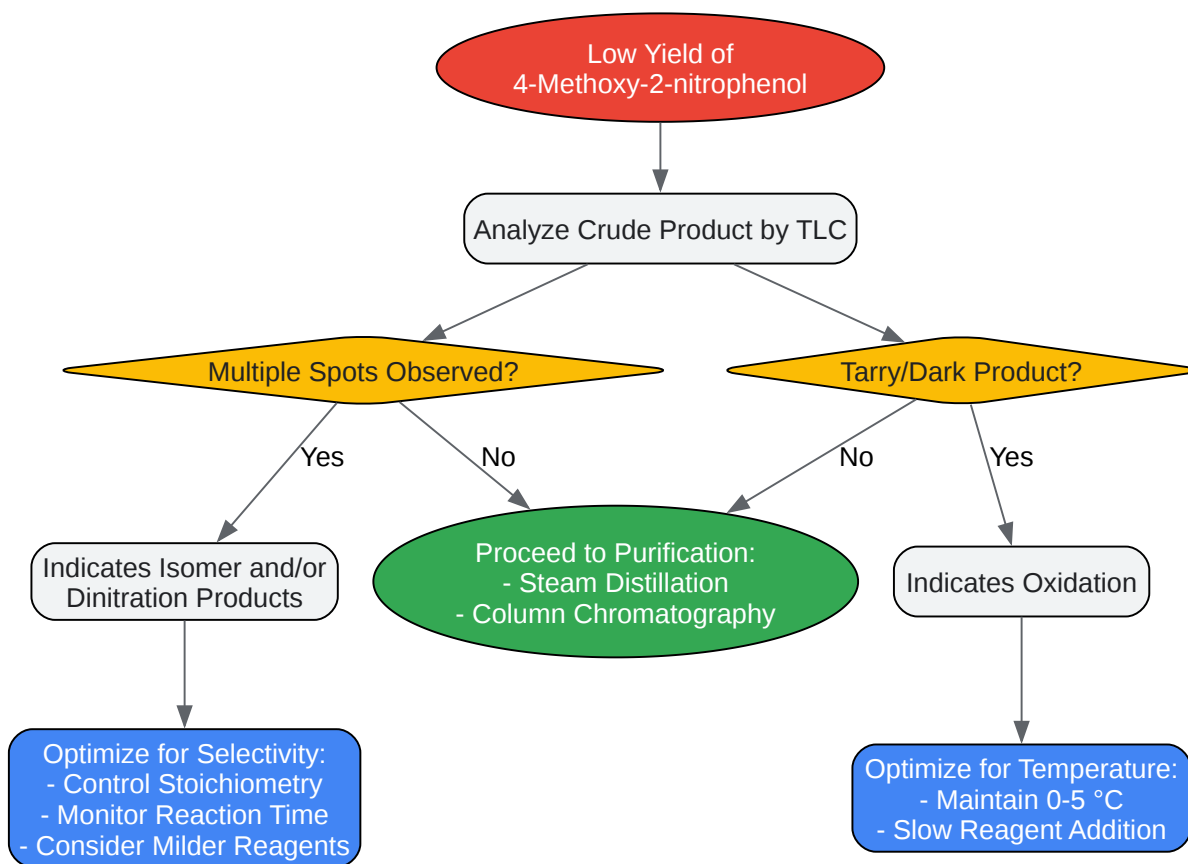 Low Yield of
4-Methoxy-2-nitrophenol
Analyze Crude Product by TLC
Multiple Spots Observed?
Tarry/Dark Product?
Yes
No
No
Yes
Indicates Isomer and/or
Dinitration Products
Proceed to Purification:
- Steam Distillation
- Column Chromatography
Indicates Oxidation
Optimize for Selectivity:
- Control Stoichiometry
- Monitor Reaction Time
- Consider Milder Reagents
Optimize for Temperature:
- Maintain 0-5 °C
- Slow Reagent Addition